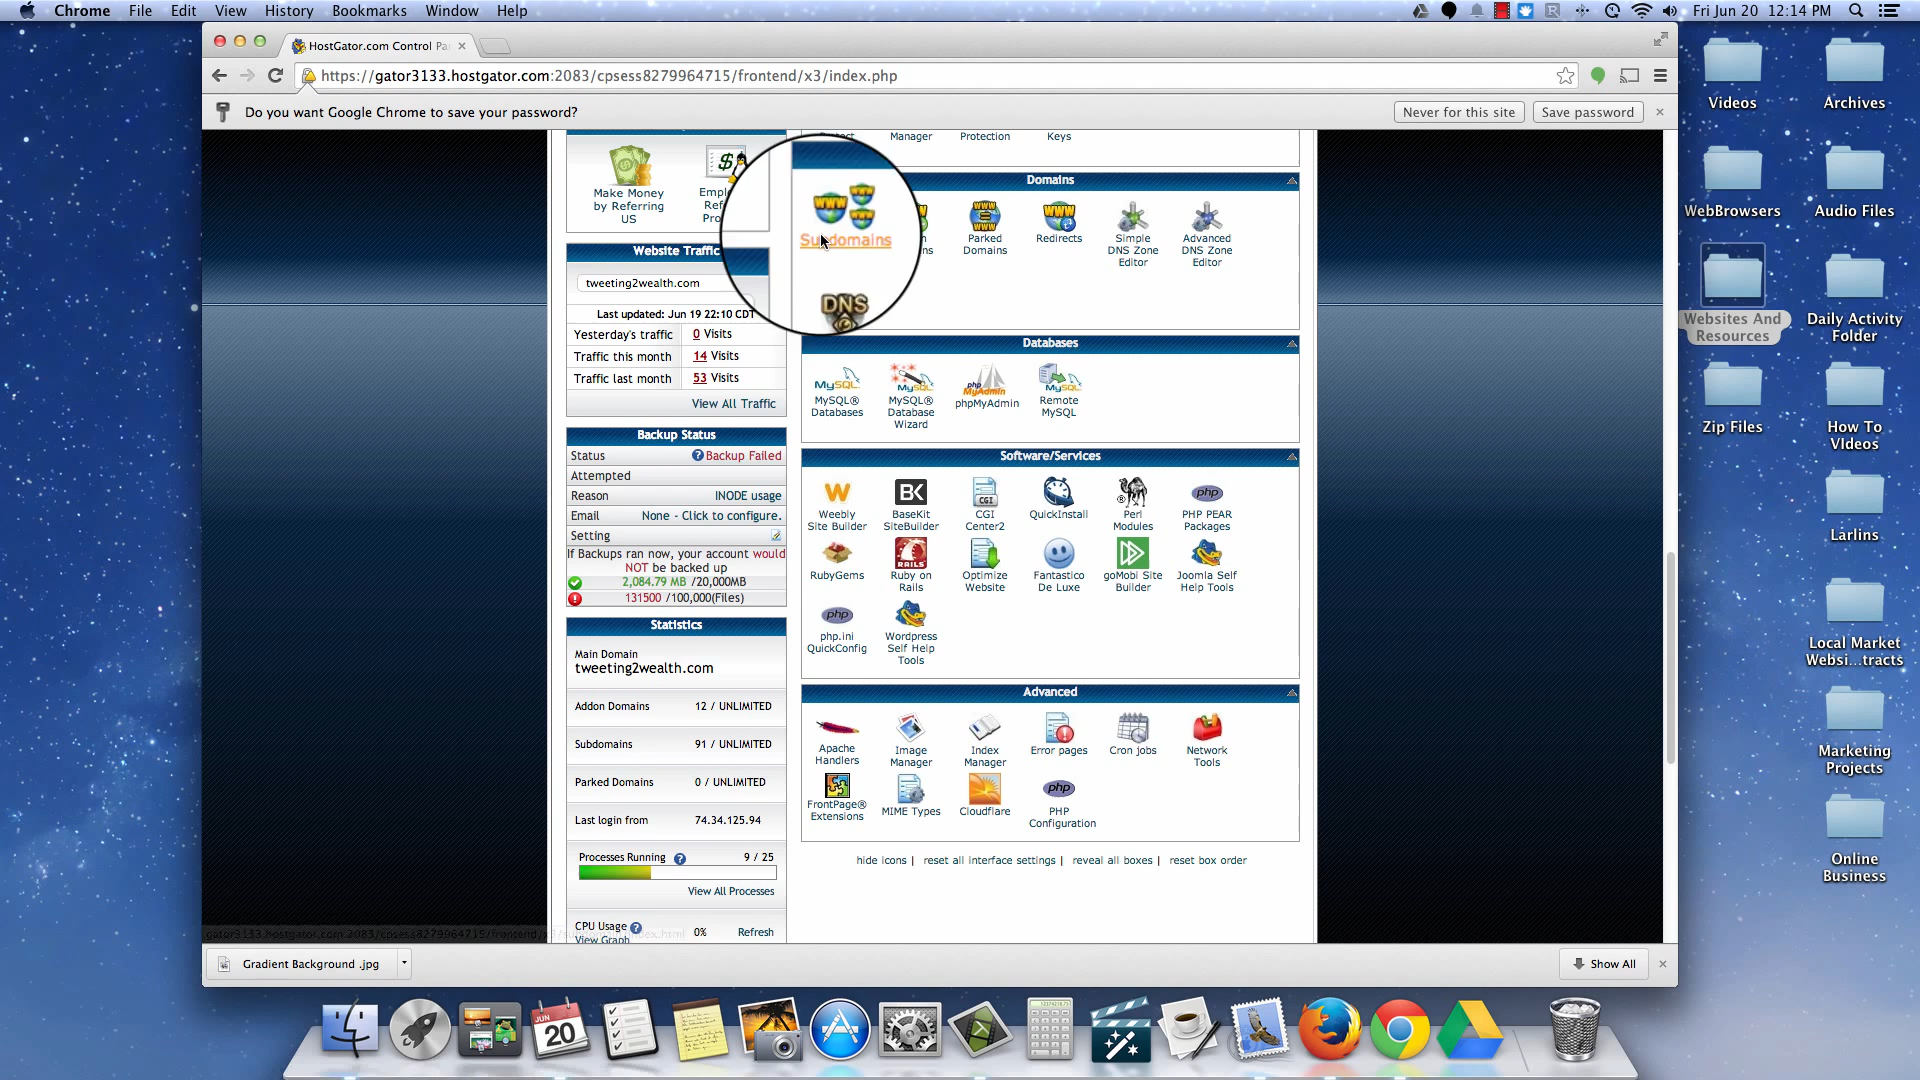 Chrome File Edit View History Bookmarks Window Help
Fri Jun 20 12:14 PM
HostGator.com Control Pa
https://gator3133.hostgator.com:2083/cpsess8279964715/frontend/x3/index.php
Do you want Google Chrome to save your password?
Never for this site
Save password
Manager
Protection
Keys
Make Money
by Referring
US
Website Traffic
tweeting2wealth.com
Last updated: Jun 19 22:10 CDT
Yesterday's traffic 0 Visits
Traffic this month 14 Visits
Traffic last month 53 Visits
View All Traffic
Backup Status
Status Backup Failed
Attempted
Reason INODE usage
Email None - Click to configure.
Setting
If Backups ran now, your account would
NOT be backed up
2,084.79 MB /20,000MB
131500 /100,000(Files)
Statistics
Main Domain
tweeting2wealth.com
Addon Domains 12 / UNLIMITED
Subdomains 91 / UNLIMITED
Parked Domains 0 / UNLIMITED
Last login from 74.34.125.94
Processes Running 9 / 25
View All Processes
CPU Usage 0% Refresh
View Graph
Domains
Subdomains
DNS
Parked
Domains
Redirects
Simple
DNS Zone
Editor
Advanced
DNS Zone
Editor
Databases
MySQL®
Databases
MySQL®
Database
Wizard
phpMyAdmin
Remote
MySQL
Software/Services
Weebly
Site Builder
BaseKit
SiteBuilder
CGI
Center2
QuickInstall
Perl
Modules
PHP PEAR
Packages
RubyGems
Ruby on
Rails
Optimize
Website
Fantastico
De Luxe
goMobi Site
Builder
Joomla Self
Help Tools
php.ini
QuickConfig
Wordpress
Self Help
Tools
Advanced
Apache
Handlers
Image
Manager
Index
Manager
Error pages
Cron jobs
Network
Tools
FrontPage®
Extensions
MIME Types
Cloudflare
PHP
Configuration
hide icons | reset all interface settings | reveal all boxes | reset box order
Gradient Background .jpg
Show All
Videos
Archives
WebBrowsers
Audio Files
Websites And
Resources
Daily Activity
Folder
Zip Files
How To
VIdeos
Larlins
Local Market
Websi...tracts
Marketing
Projects
Online
Business
JUN
20